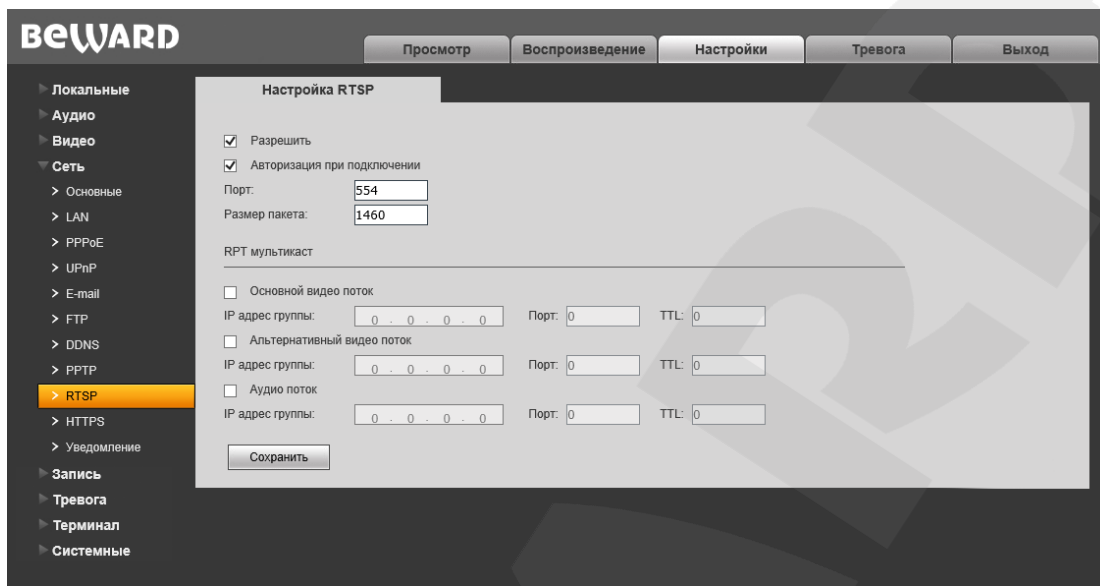 BEWARD
Просмотр Воспроизведение Настройки Тревога Выход
Локальные
Аудио
Видео
Сеть
Основные
LAN
PPPoE
UPnP
E-mail
FTP
DDNS
PPTP
RTSP
HTTPS
Уведомление
Запись
Тревога
Терминал
Системные
Настройка RTSP
Разрешить
Авторизация при подключении
Порт: 554
Размер пакета: 1460
RPT мультикаст
Основной видео поток
IP адрес группы: 0 . 0 . 0 . 0 Порт: 0 TTL: 0
Альтернативный видео поток
IP адрес группы: 0 . 0 . 0 . 0 Порт: 0 TTL: 0
Аудио поток
IP адрес группы: 0 . 0 . 0 . 0 Порт: 0 TTL: 0
Сохранить